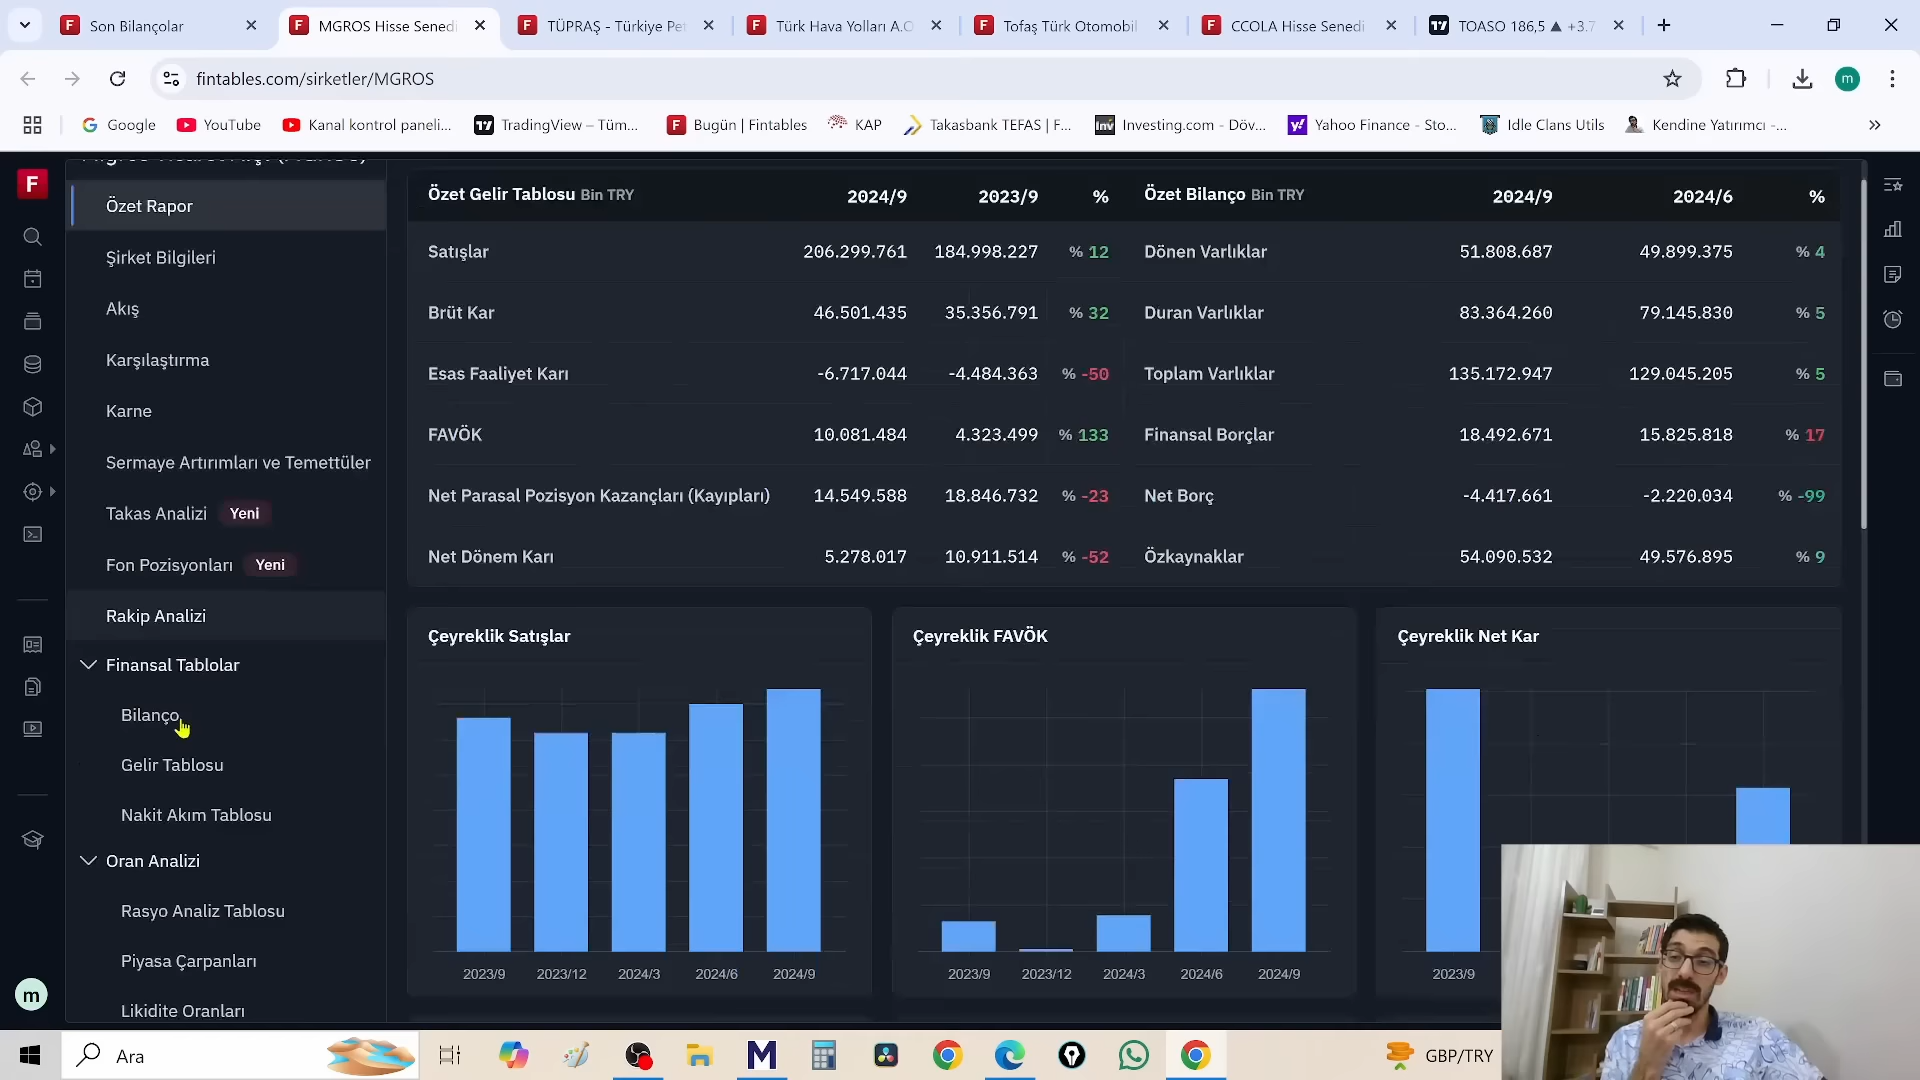 Son Bilançolar
MGROS Hisse Senedi
TÜPRAŞ - Türkiye Pet
Türk Hava Yolları A.O
Tofaş Türk Otomobil
CCOLA Hisse Senedi
TOASO 186,5 ▲ +3.7
fintables.com/sirketler/MGROS
m
Google
YouTube
Kanal kontrol paneli...
TradingView – Tüm...
Bugün | Fintables
KAP
Takasbank TEFAS | F...
Investing.com - Döv...
Yahoo Finance - Sto...
Idle Clans Utils
Kendine Yatırımcı -...
Özet Rapor
Şirket Bilgileri
Akış
Karşılaştırma
Karne
Sermaye Artırımları ve Temettüler
Takas Analizi Yeni
Fon Pozisyonları Yeni
Rakip Analizi
Finansal Tablolar
Bilanço
Gelir Tablosu
Nakit Akım Tablosu
Oran Analizi
Rasyo Analiz Tablosu
Piyasa Çarpanları
Likidite Oranları
m
Özet Gelir Tablosu Bin TRY 2024/9 2023/9 %
Satışlar 206.299.761 184.998.227 % 12
Brüt Kar 46.501.435 35.356.791 % 32
Esas Faaliyet Karı -6.717.044 -4.484.363 % -50
FAVÖK 10.081.484 4.323.499 % 133
Net Parasal Pozisyon Kazançları (Kayıpları) 14.549.588 18.846.732 % -23
Net Dönem Karı 5.278.017 10.911.514 % -52
Özet Bilanço Bin TRY 2024/9 2024/6 %
Dönen Varlıklar 51.808.687 49.899.375 % 4
Duran Varlıklar 83.364.260 79.145.830 % 5
Toplam Varlıklar 135.172.947 129.045.205 % 5
Finansal Borçlar 18.492.671 15.825.818 % 17
Net Borç -4.417.661 -2.220.034 % -99
Özkaynaklar 54.090.532 49.576.895 % 9
Çeyreklik Satışlar
2023/9 2023/12 2024/3 2024/6 2024/9
Çeyreklik FAVÖK
2023/9 2023/12 2024/3 2024/6 2024/9
Çeyreklik Net Kar
2023/9
Ara
GBP/TRY